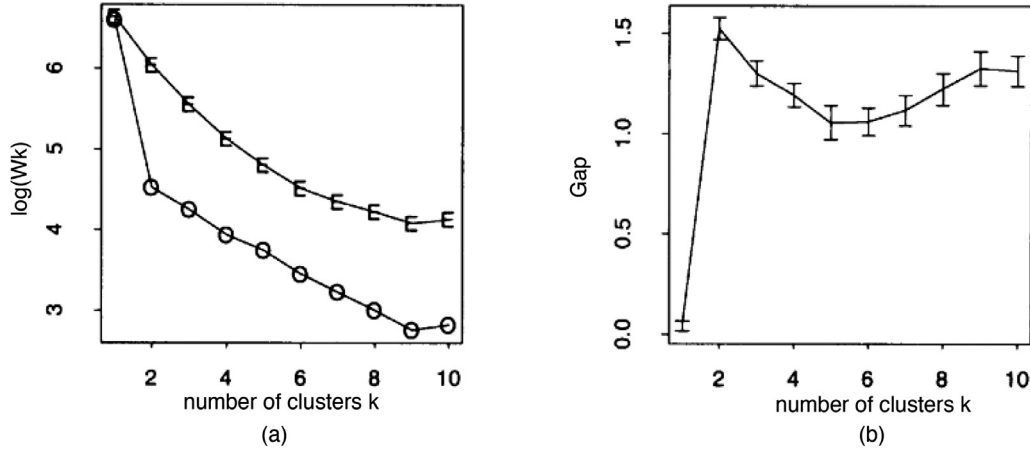 log(Wk)
6
5
4
3
E E E E E E E E E E
O O O O O O O O O O
2 4 6 8 10
number of clusters k
(a)
Gap
1.5
1.0
0.5
0.0
2 4 6 8 10
number of clusters k
(b)